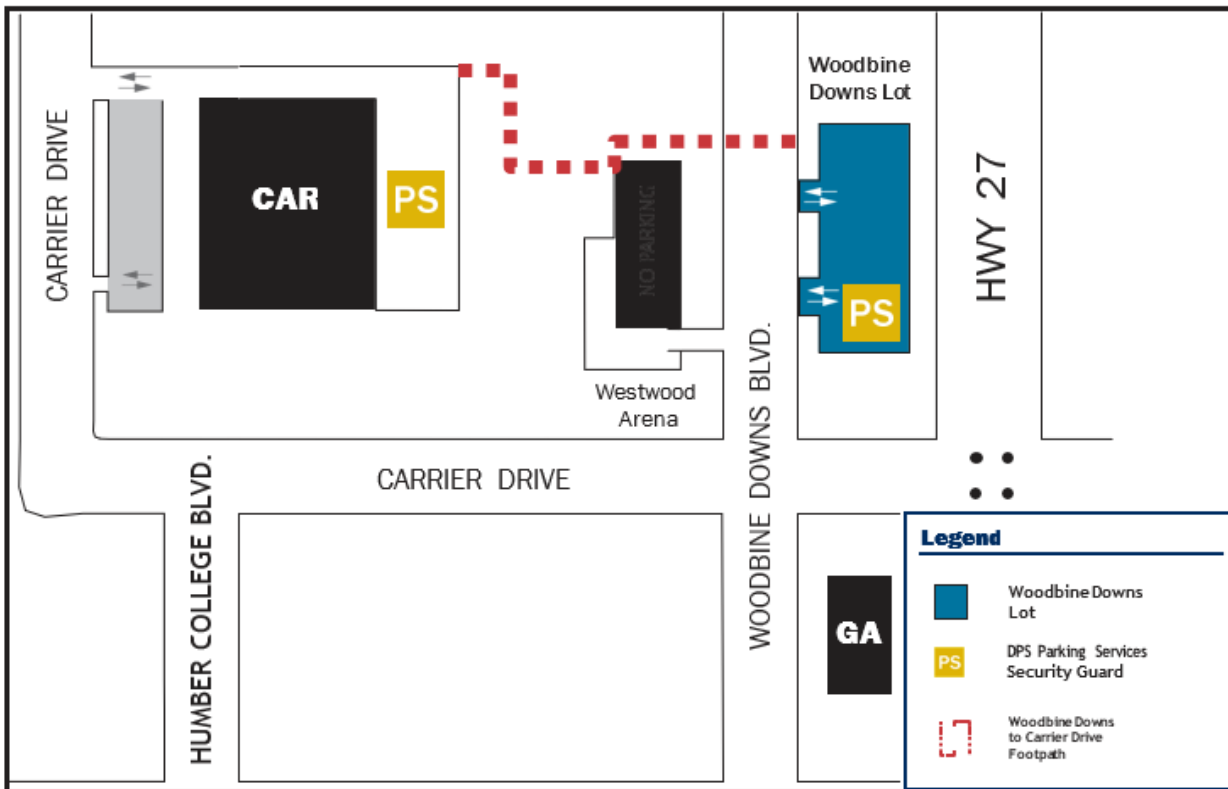 Woodbine
Downs Lot
CARRIER DRIVE
CAR
PS
NO PARKING
HWY 27
PS
Westwood
Arena
WOODBINE DOWNS BLVD.
CARRIER DRIVE
HUMBER COLLEGE BLVD.
GA
Legend
Woodbine Downs
Lot
PS
DPS Parking Services
Security Guard
Woodbine Downs
to Carrier Drive
Footpath